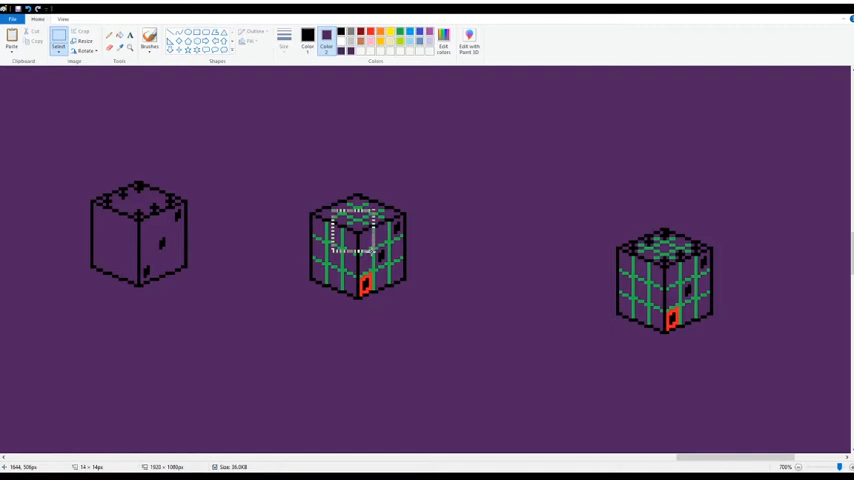 File Home View
Paste
Cut
Copy
Clipboard
Select
Crop
Resize
Rotate
Image
A
Tools
Brushes
Outline
Fill
Shapes
Size
Color 1
Color 2
Edit colors
Colors
Edit with Paint 3D
1644, 506px 14 × 14px 1920 × 1080px Size: 36.0KB 700%